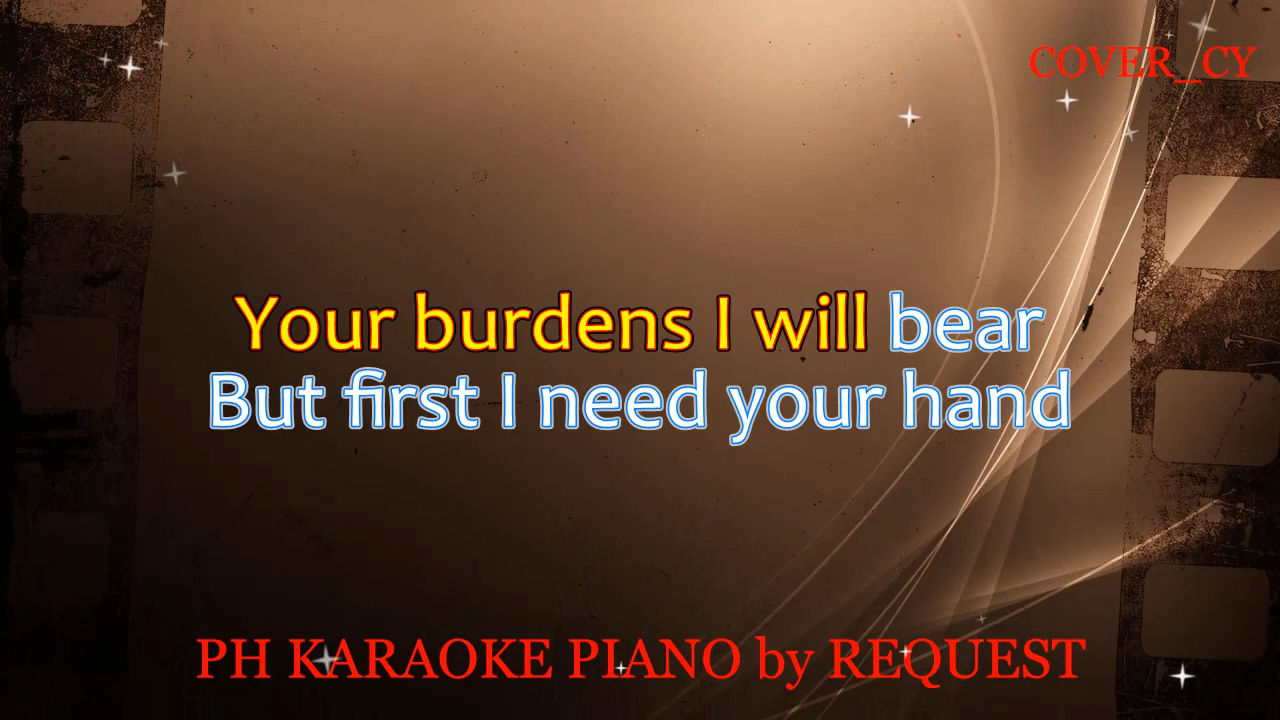 COVER_CY
Your burdens I will bear
But first I need your hand
PH KARAOKE PIANO by REQUEST